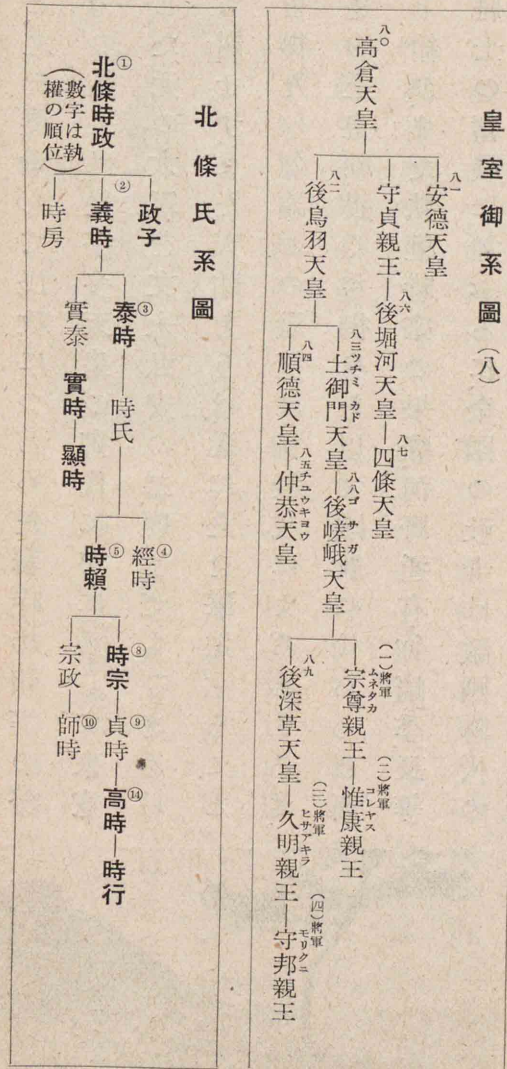 皇室御系圖(八)
八〇
高倉天皇
八一
安德天皇
守貞親王―後堀河天皇―四條天皇
八六
八七
八二
後鳥羽天皇
八三ツチミカド
土御門天皇―後嵯峨天皇
八八ゴサガ
八四
順德天皇―仲恭天皇
八五チユウキヨウ
(一)將軍
宗尊親王―惟康親王
ムネタカ
(二)將軍
コレヤス
八九
後深草天皇―久明親王―守邦親王
(三)將軍
ヒサアキラ
(四)將軍
モリクニ
北條氏系圖
①
北條時政
(數字は執
權の順位)
政子
②
義時
時房
③
泰時―時氏
實泰―實時―顯時
④
經時
⑤
時賴
⑧
時宗―貞時―高時―時行
⑨
⑭
宗政―師時
⑩